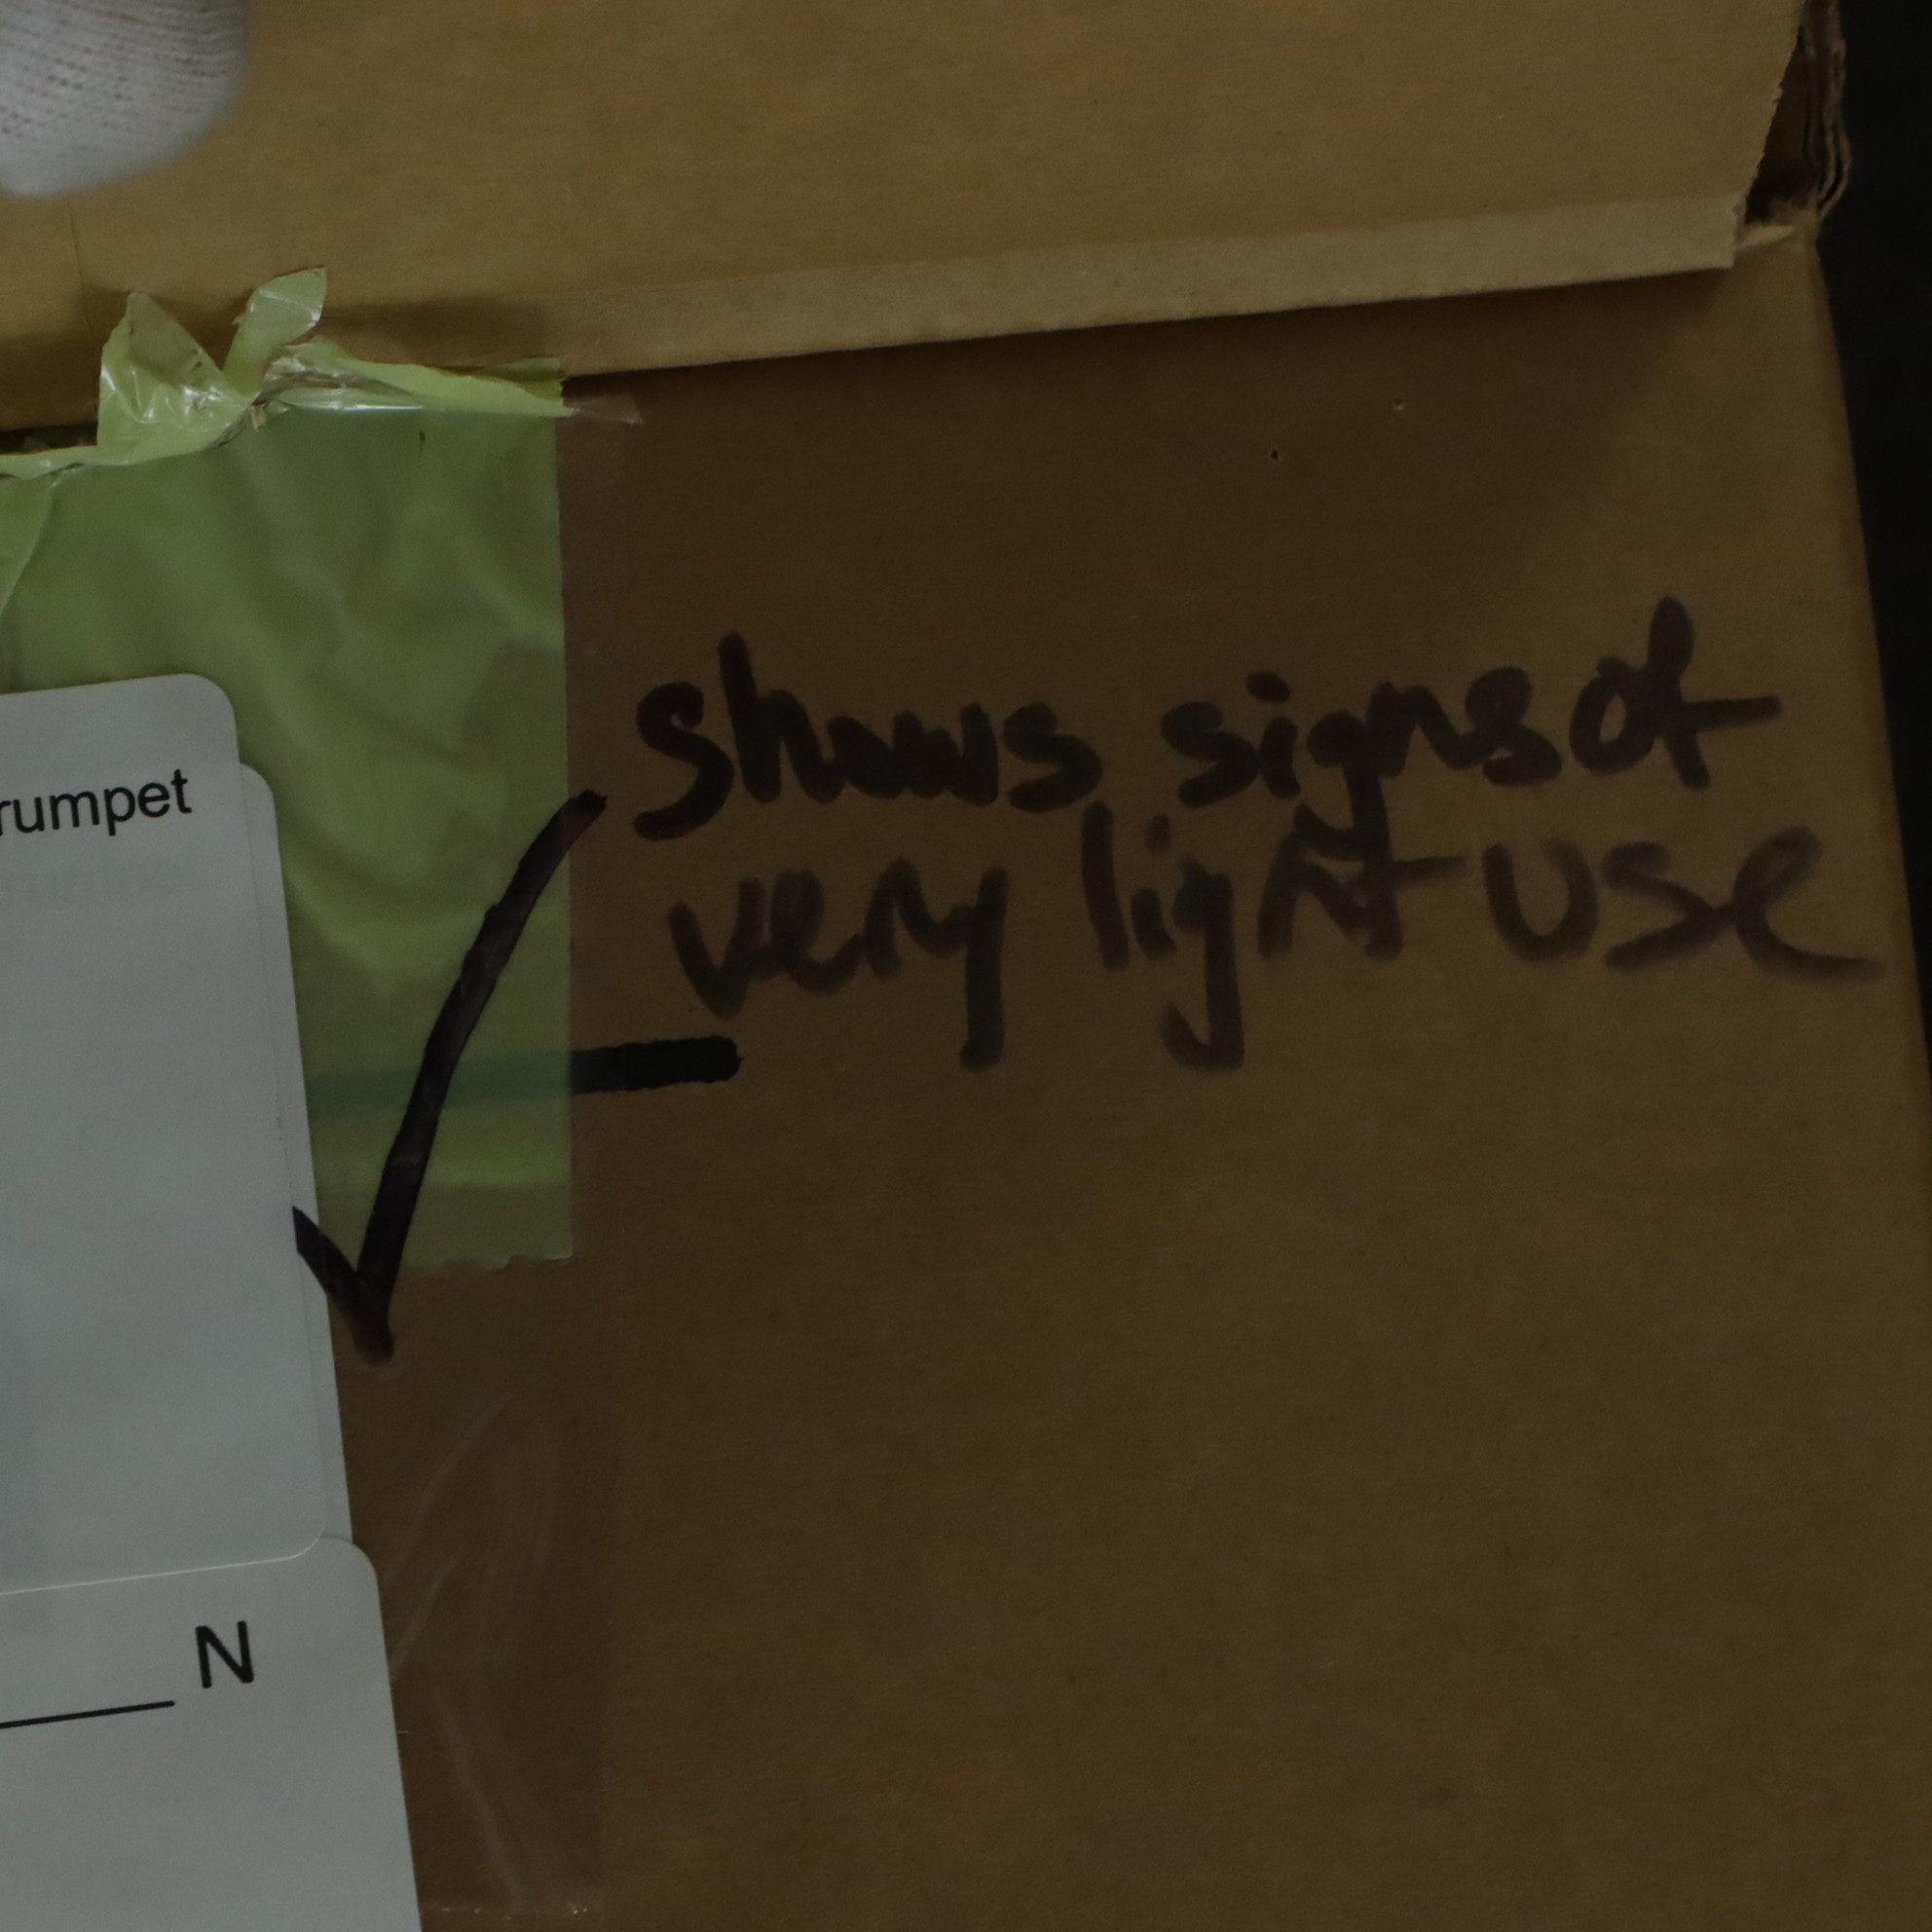 rumpet
shows signs of
very light use
N